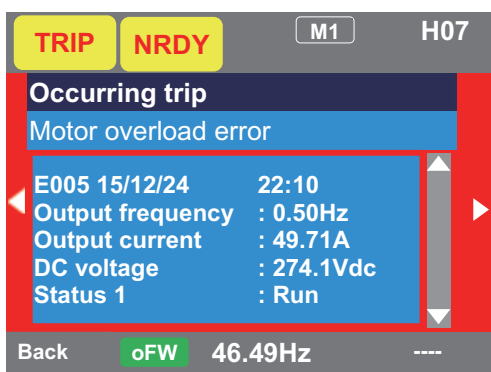 TRIP NRDY M1 H07
Occurring trip
Motor overload error
E005 15/12/24 22:10
Output frequency : 0.50Hz
Output current : 49.71A
DC voltage : 274.1Vdc
Status 1 : Run
Back oFW 46.49Hz ----